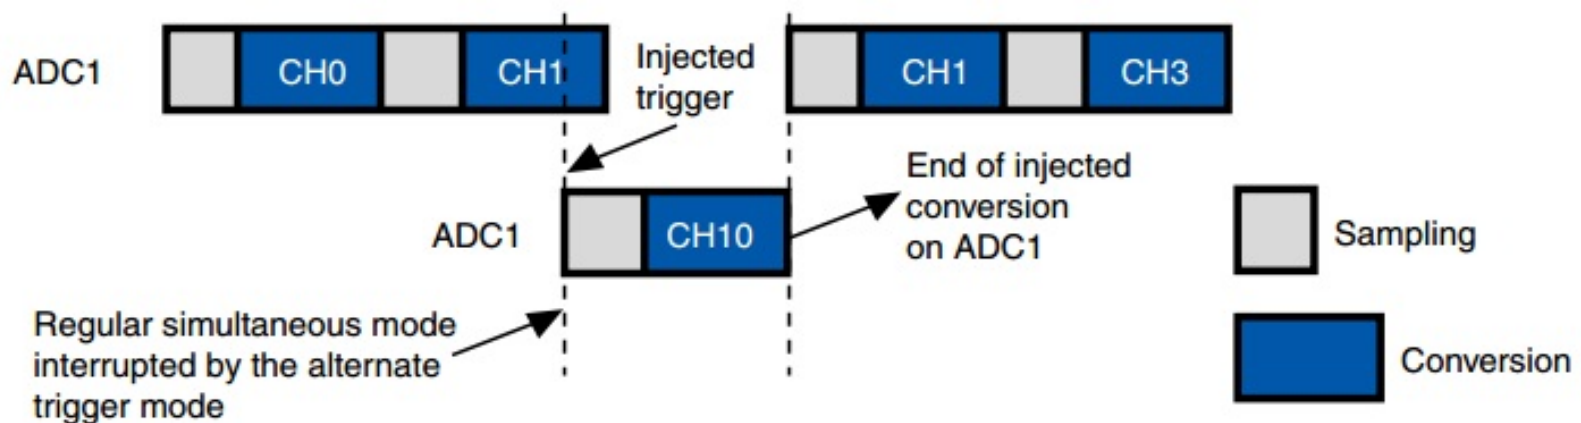 ADC1
CH0
CH1
Injected
trigger
CH1
CH3
ADC1
CH10
End of injected
conversion
on ADC1
Sampling
Regular simultaneous mode
interrupted by the alternate
trigger mode
Conversion